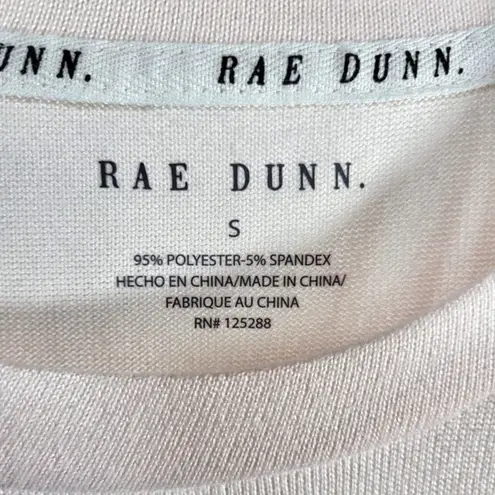 UNN. RAE DUNN.
RAE DUNN.
S
95% POLYESTER-5% SPANDEX
HECHO EN CHINA/MADE IN CHINA/
FABRIQUE AU CHINA
RN# 125288